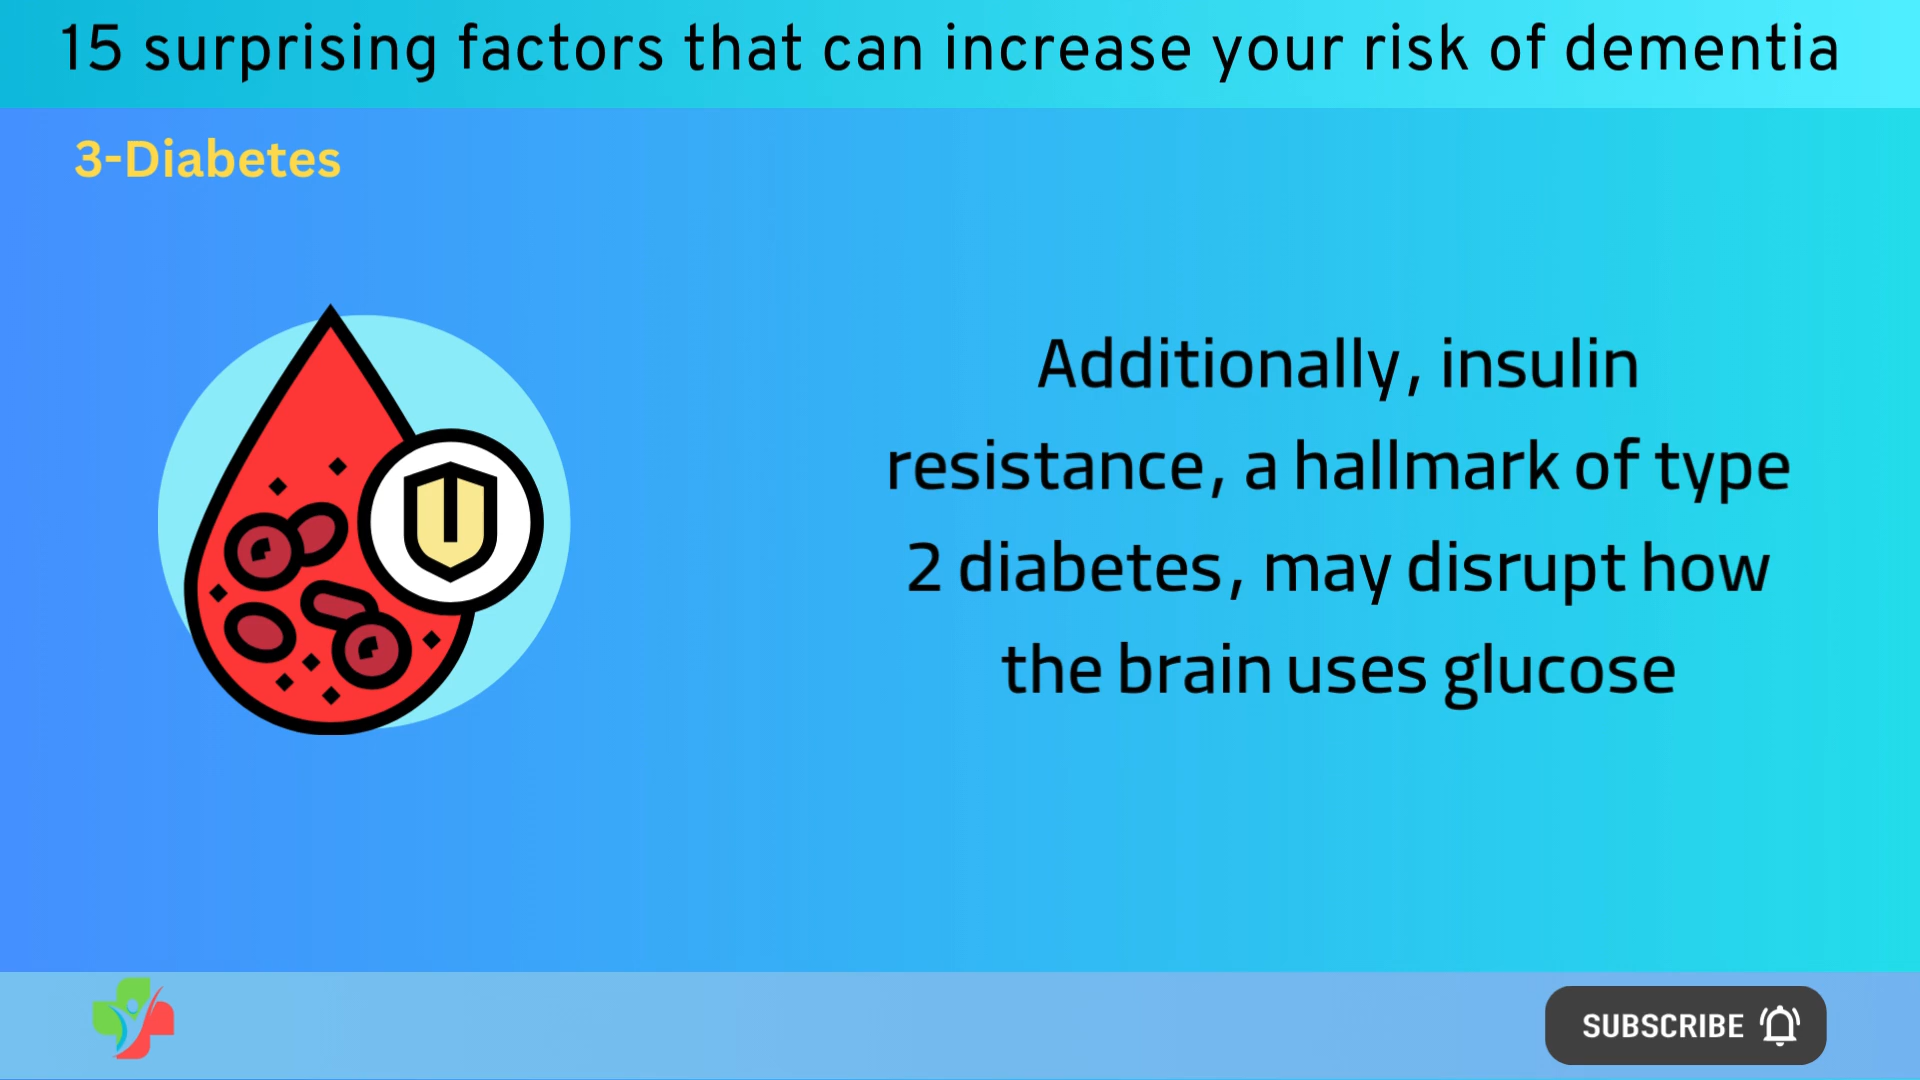 15 surprising factors that can increase your risk of dementia
3-Diabetes
Additionally, insulin
resistance, a hallmark of type
2 diabetes, may disrupt how
the brain uses glucose
SUBSCRIBE